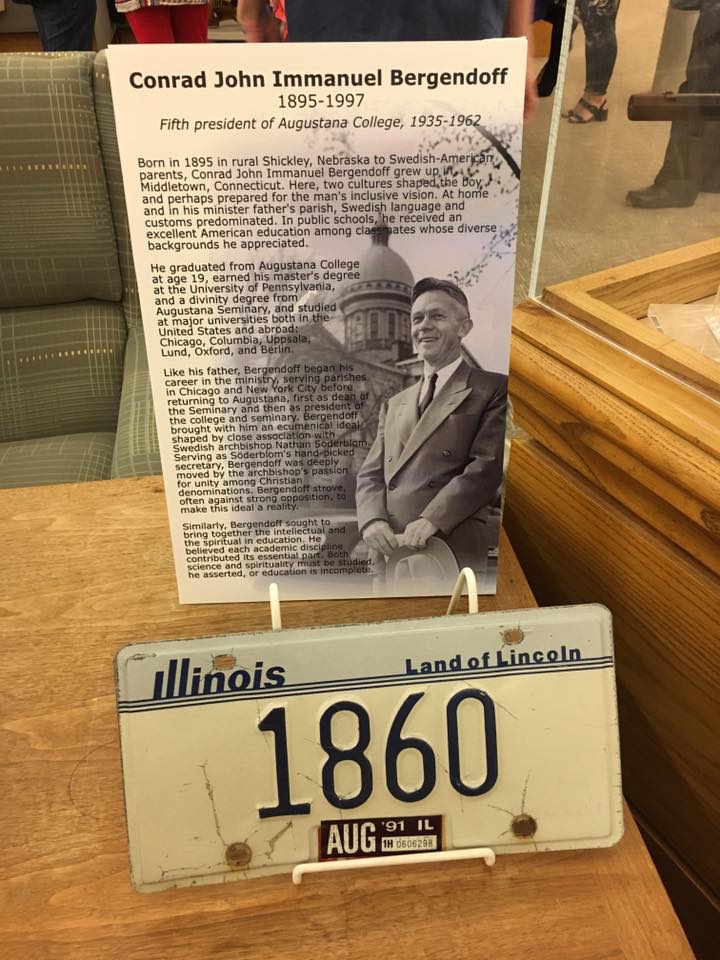 Conrad John Immanuel Bergendoff
1895-1997
Fifth president of Augustana College, 1935-1962
Born in 1895 in rural Shickley, Nebraska to Swedish-American
parents, Conrad John Immanuel Bergendoff grew up in
Middletown, Connecticut. Here, two cultures shaped the boy
and perhaps prepared for the man's inclusive vision. At home
and in his minister father's parish, Swedish language and
customs predominated. In public schools, he received an
excellent American education among classmates whose diverse
backgrounds he appreciated.
He graduated from Augustana College
at age 19, earned his master's degree
at the University of Pennsylvania,
and a divinity degree from
Augustana Seminary, and studied
at major universities both in the
United States and abroad:
Chicago, Columbia, Uppsala,
Lund, Oxford, and Berlin.
Like his father, Bergendoff began his
career in the ministry, serving parishes
in Chicago and New York City before
returning to Augustana, first as dean of
the Seminary and then as president of
the college and seminary. Bergendoff
brought with him an ecumenical ideal
shaped by close association with
Swedish archbishop Nathan Söderblom.
Serving as Söderblom's hand-picked
secretary, Bergendoff was deeply
moved by the archbishop's passion
for unity among Christian
denominations. Bergendoff strove,
often against strong opposition, to
make this ideal a reality.
Similarly, Bergendoff sought to
bring together the intellectual and
the spiritual in education. He
believed each academic discipline
contributed its essential part. Both
science and spirituality must be studied,
he asserted, or education is incomplete.
Illinois Land of Lincoln
1860
AUG '91 IL
1H 0606298